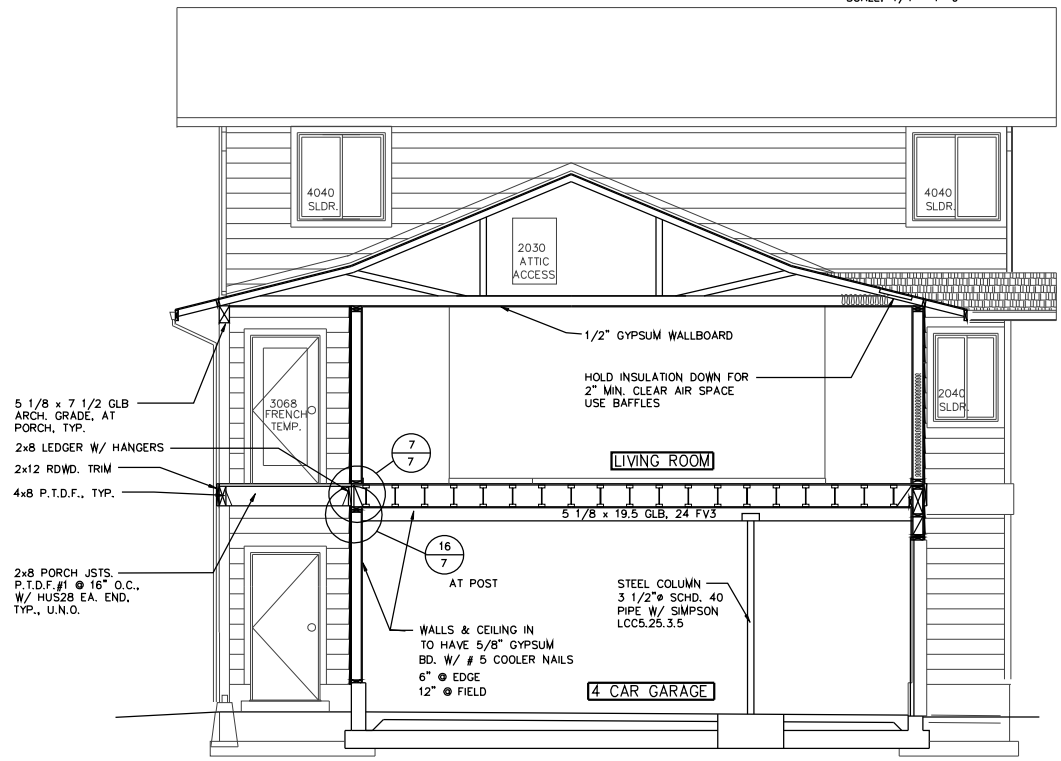 4040
SLDR.
4040
SLDR.
2030
ATTIC
ACCESS
1/2" GYPSUM WALLBOARD
HOLD INSULATION DOWN FOR
2" MIN. CLEAR AIR SPACE
USE BAFFLES
5 1/8 x 7 1/2 GLB
ARCH. GRADE, AT
PORCH, TYP.
3068
FRENCH
TEMP.
2040
SLDR.
2x8 LEDGER W/ HANGERS
7
7
LIVING ROOM
2x12 RDWD. TRIM
4x8 P.T.D.F., TYP.
5 1/8 x 19.5 GLB, 24 FV3
16
7
AT POST
2x8 PORCH JSTS.
P.T.D.F.#1 @ 16" O.C.,
W/ HUS28 EA. END,
TYP., U.N.O.
STEEL COLUMN
3 1/2"ø SCHD. 40
PIPE W/ SIMPSON
LCC5.25.3.5
WALLS & CEILING IN
TO HAVE 5/8" GYPSUM
BD. W/ # 5 COOLER NAILS
6" @ EDGE
12" @ FIELD
4 CAR GARAGE